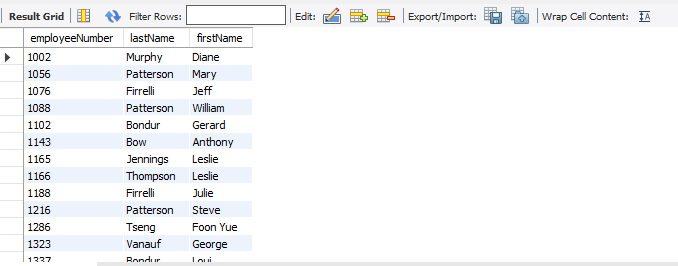 Result Grid Filter Rows: Edit: Export/Import: Wrap Cell Content: IA
employeeNumber lastName firstName
1002 Murphy Diane
1056 Patterson Mary
1076 Firrelli Jeff
1088 Patterson William
1102 Bondur Gerard
1143 Bow Anthony
1165 Jennings Leslie
1166 Thompson Leslie
1188 Firrelli Julie
1216 Patterson Steve
1286 Tseng Foon Yue
1323 Vanauf George
1337 Bondur Loui